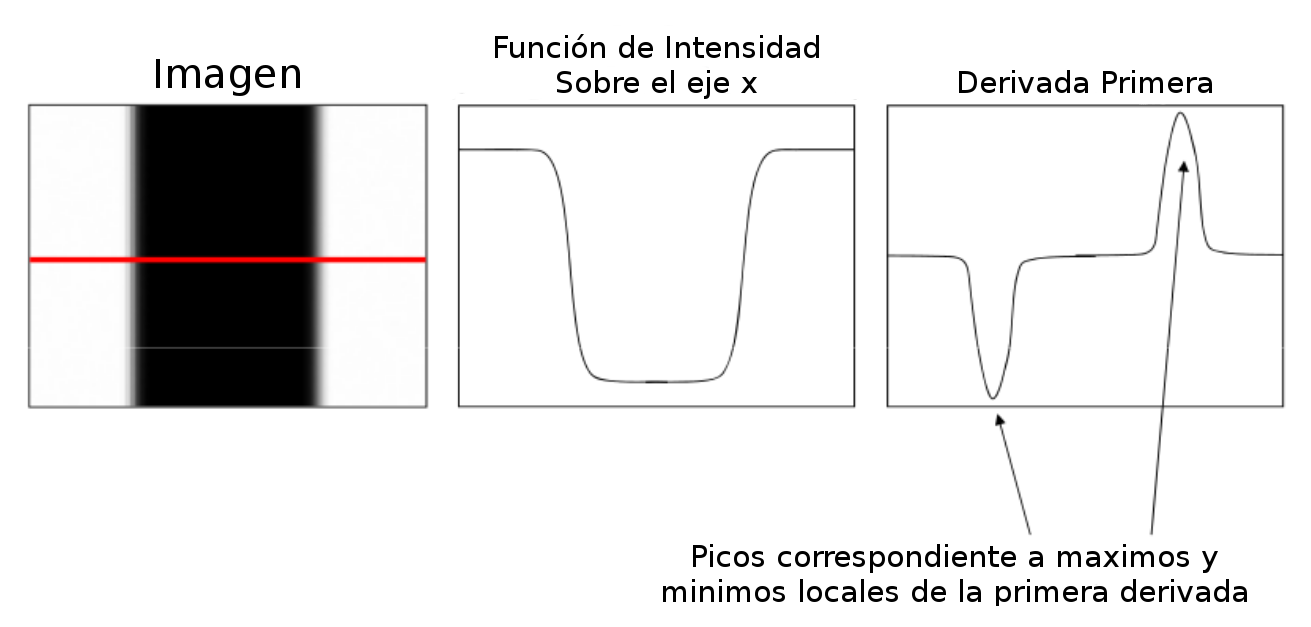 Imagen
Función de Intensidad
Sobre el eje x
Derivada Primera
Picos correspondiente a maximos y
minimos locales de la primera derivada